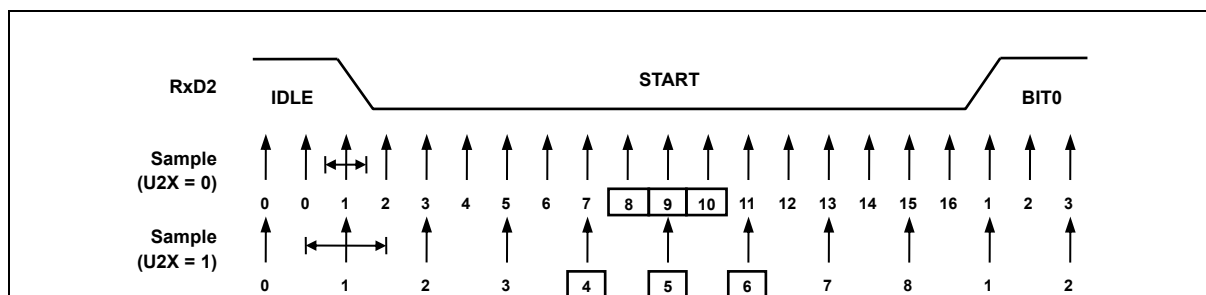 RxD2
IDLE
START
BIT0
Sample
(U2X = 0)
0 0 1 2 3 4 5 6 7 8 9 10 11 12 13 14 15 16 1 2 3
Sample
(U2X = 1)
0 1 2 3 4 5 6 7 8 1 2